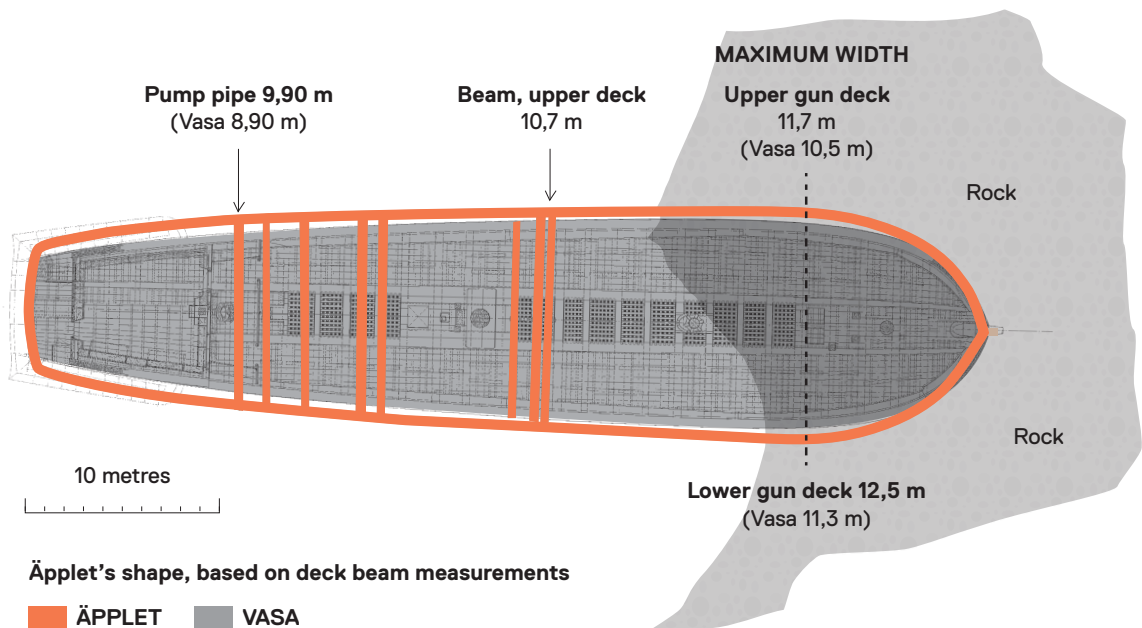 MAXIMUM WIDTH
Pump pipe 9,90 m
(Vasa 8,90 m)
Beam, upper deck
10,7 m
Upper gun deck
11,7 m
(Vasa 10,5 m)
Rock
Rock
10 metres
Lower gun deck 12,5 m
(Vasa 11,3 m)
Äpplet’s shape, based on deck beam measurements
ÄPPLET
VASA